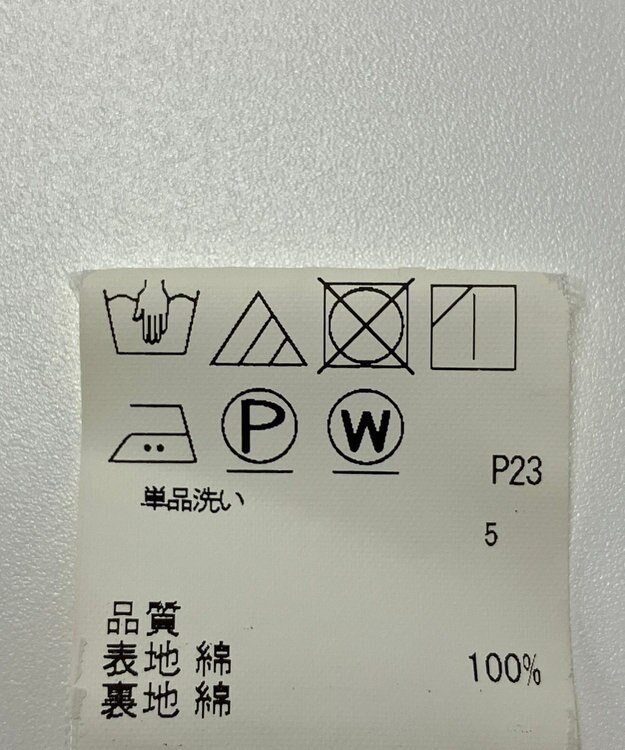 P W
P23
単品洗い
5
品質
表地 綿 100%
裏地 綿